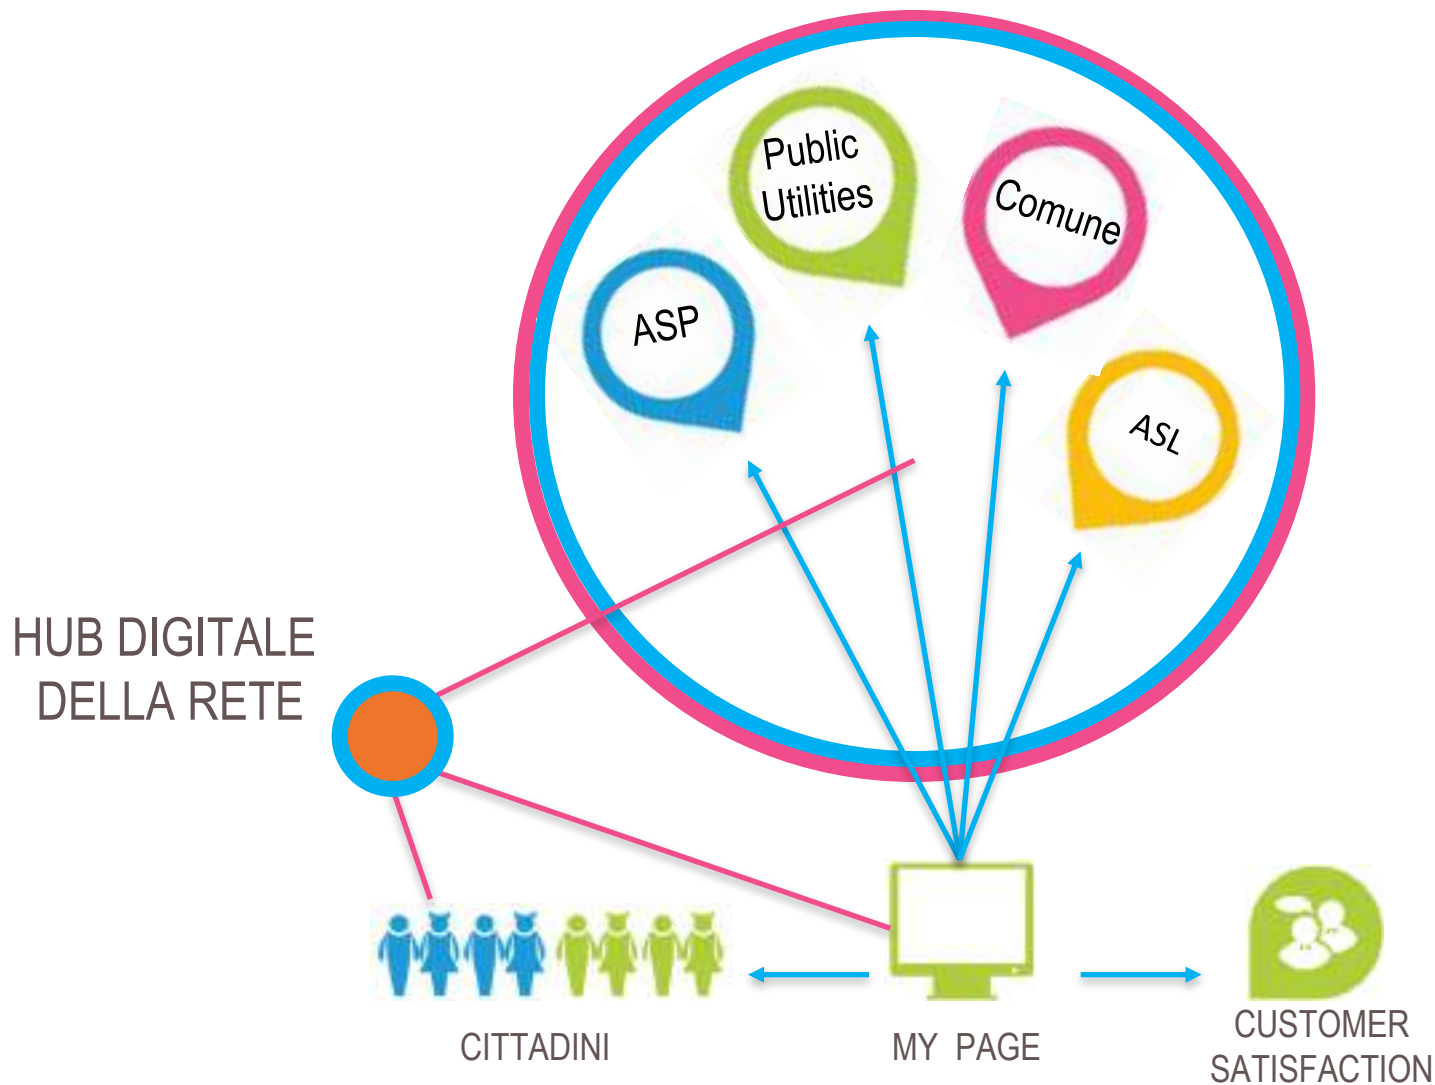 Public
Utilities
Comune
ASP
ASL
HUB DIGITALE
DELLA RETE
CITTADINI
MY PAGE
CUSTOMER
SATISFACTION